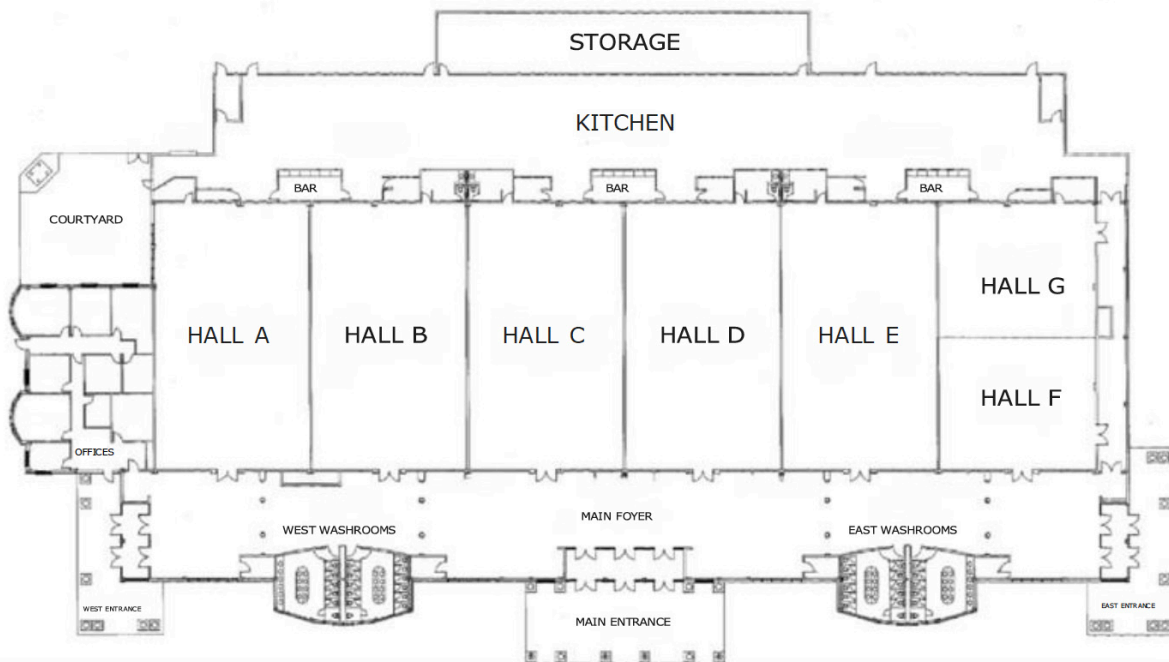 STORAGE
KITCHEN
BAR
BAR
BAR
COURTYARD
HALL G
HALL A
HALL B
HALL C
HALL D
HALL E
HALL F
OFFICES
MAIN FOYER
WEST WASHROOMS
EAST WASHROOMS
WEST ENTRANCE
EAST ENTRANCE
MAIN ENTRANCE